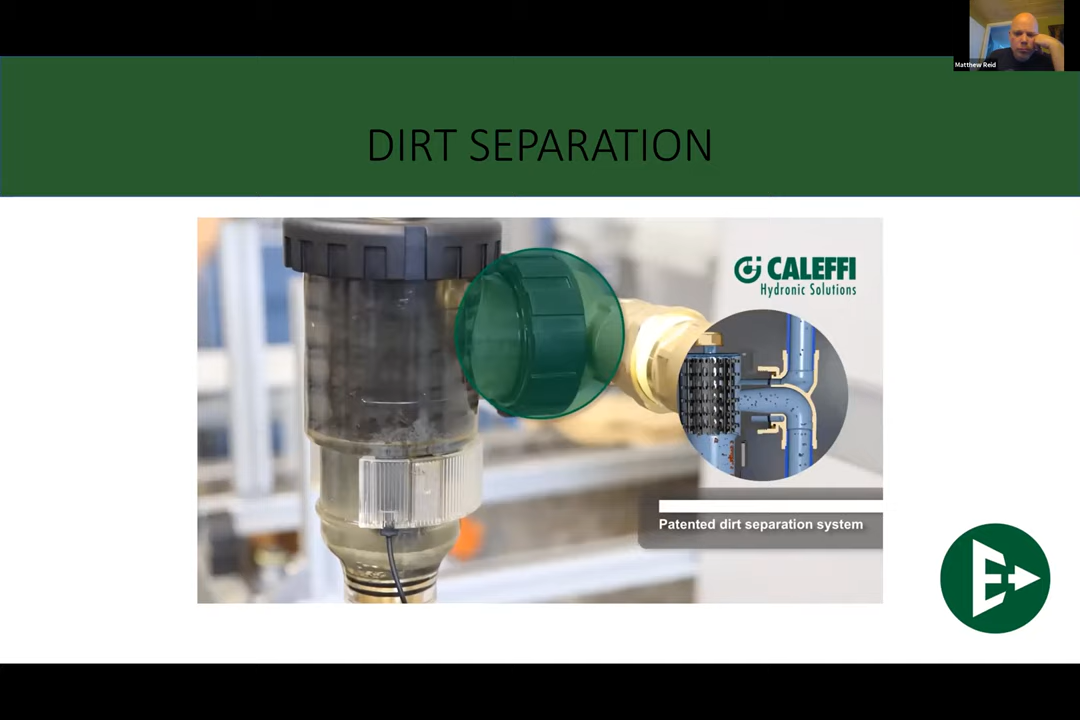 Matthew Reid
DIRT SEPARATION
CALEFFI
Hydronic Solutions
Patented dirt separation system
E